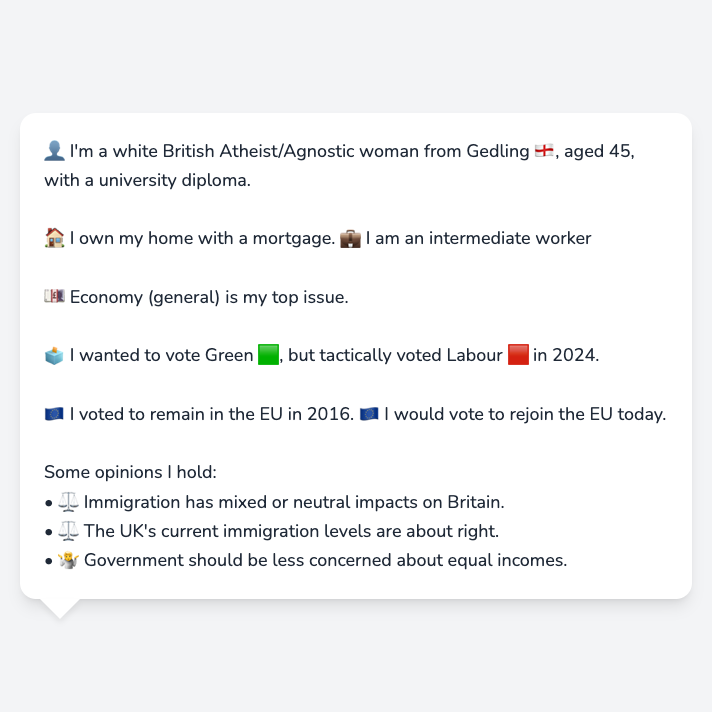 👤 I'm a white British Atheist/Agnostic woman from Gedling 🏴󠁧󠁢󠁥󠁮󠁧󠁿, aged 45,
with a university diploma.
🏠 I own my home with a mortgage. 💼 I am an intermediate worker
💷 Economy (general) is my top issue.
🗳️ I wanted to vote Green 🟩, but tactically voted Labour 🟥 in 2024.
🇪🇺 I voted to remain in the EU in 2016. 🇪🇺 I would vote to rejoin the EU today.
Some opinions I hold:
• ⚖️ Immigration has mixed or neutral impacts on Britain.
• ⚖️ The UK's current immigration levels are about right.
• 🤷‍♀️ Government should be less concerned about equal incomes.